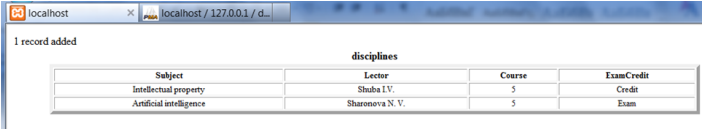 localhost
localhost / 127.0.0.1 / d...
1 record added
disciplines
Subject Lector Course ExamCredit
Intellectual property Shuba I.V. 5 Credit
Artificial intelligence Sharonova N. V. 5 Exam